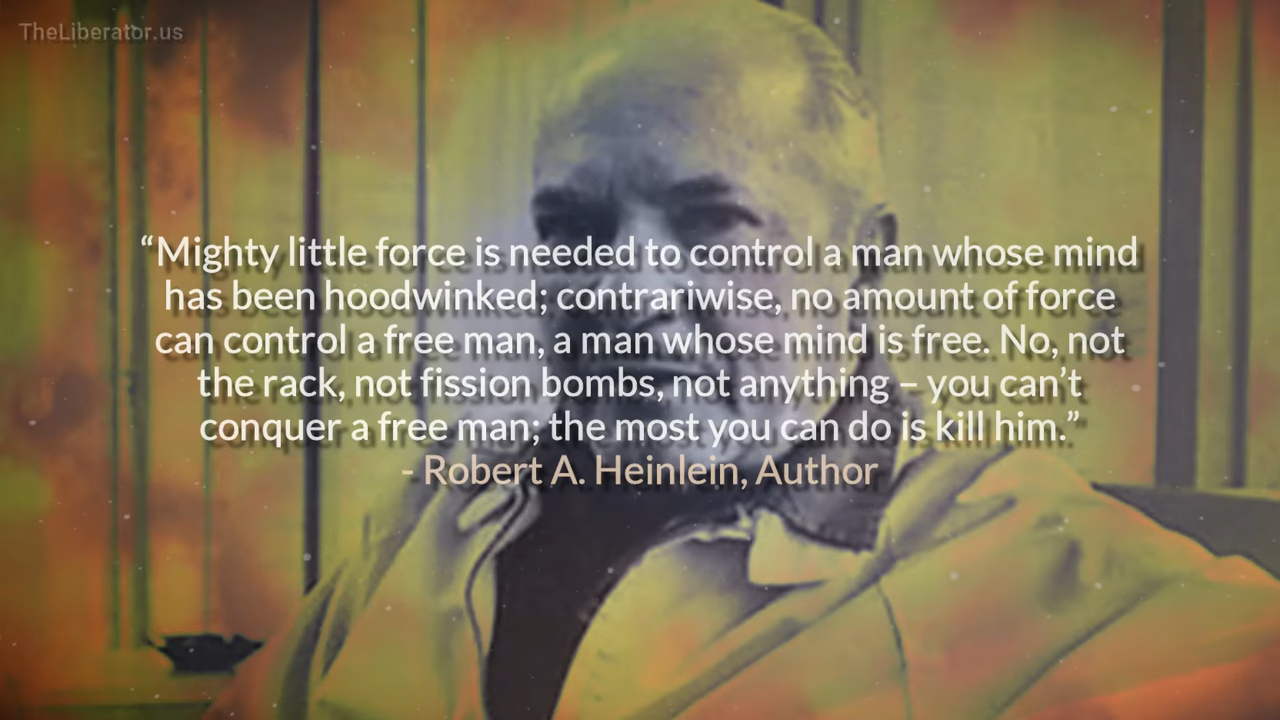 TheLiberator.us
“Mighty little force is needed to control a man whose mind
has been hoodwinked; contrariwise, no amount of force
can control a free man, a man whose mind is free. No, not
the rack, not fission bombs, not anything – you can’t
conquer a free man; the most you can do is kill him.”
- Robert A. Heinlein, Author